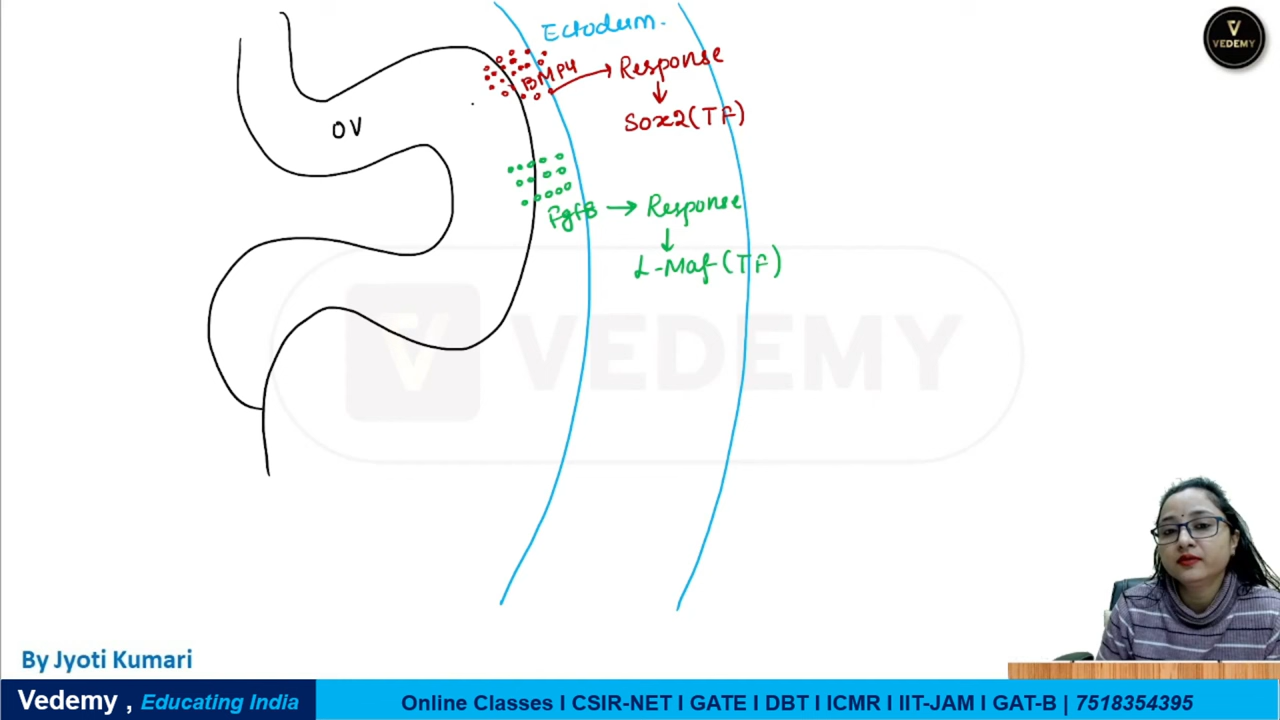 Ectoderm.
VEDEMY
BMP4 → Response
↓
Sox2(TF)
OV
Fgf8 → Response
↓
L-Maf(TF)
VEDEMY
By Jyoti Kumari
Vedemy , Educating India
Online Classes I CSIR-NET I GATE I DBT I ICMR I IIT-JAM I GAT-B | 7518354395